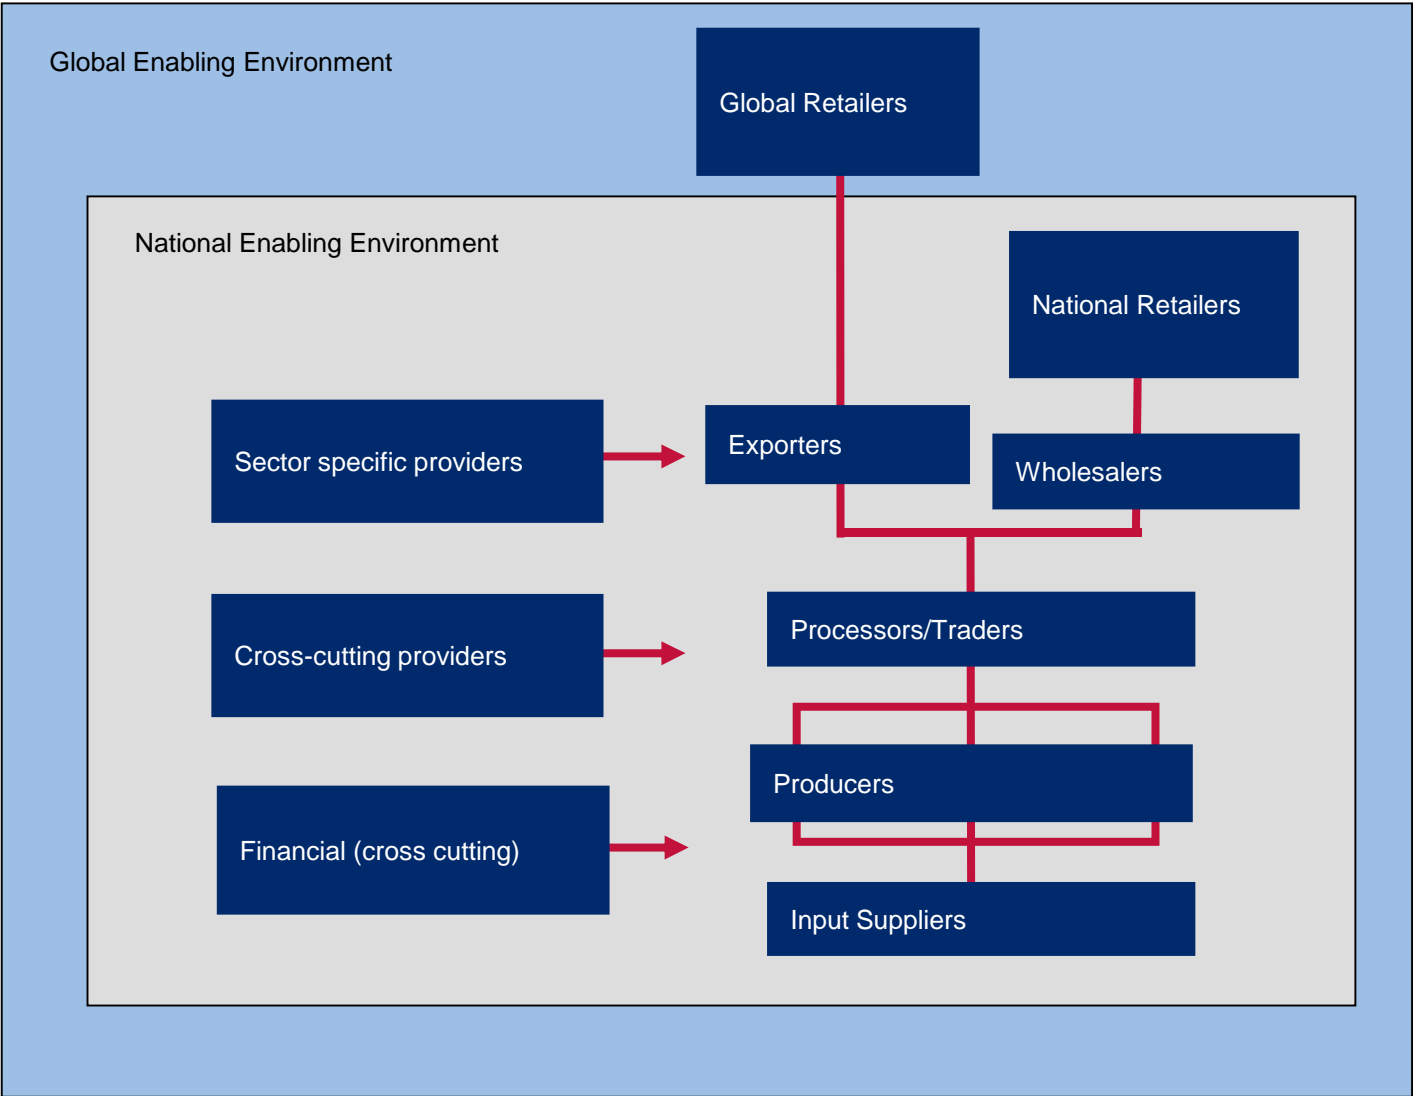 Global Enabling Environment
Global Retailers
National Enabling Environment
National Retailers
Sector specific providers
Exporters
Wholesalers
Cross-cutting providers
Processors/Traders
Producers
Financial (cross cutting)
Input Suppliers